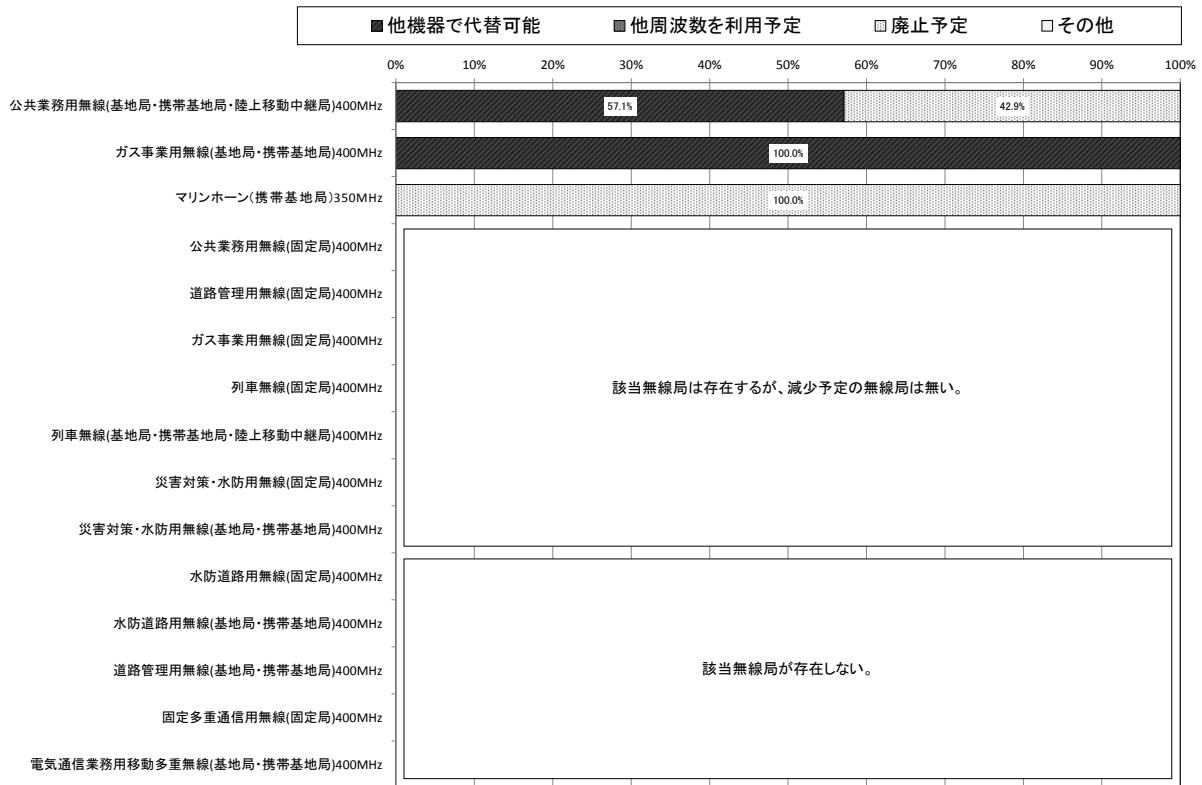 ■他機器で代替可能 ■他周波数を利用予定 □廃止予定 □その他
0% 10% 20% 30% 40% 50% 60% 70% 80% 90% 100%
公共業務用無線(基地局・携帯基地局・陸上移動中継局)400MHz 57.1% 42.9%
ガス事業用無線(基地局・携帯基地局)400MHz 100.0%
マリンホーン(携帯基地局)350MHz 100.0%
公共業務用無線(固定局)400MHz
道路管理用無線(固定局)400MHz
ガス事業用無線(固定局)400MHz
列車無線(固定局)400MHz 該当無線局は存在するが、減少予定の無線局は無い。
列車無線(基地局・携帯基地局・陸上移動中継局)400MHz
災害対策・水防用無線(固定局)400MHz
災害対策・水防用無線(基地局・携帯基地局)400MHz
水防道路用無線(固定局)400MHz
水防道路用無線(基地局・携帯基地局)400MHz
道路管理用無線(基地局・携帯基地局)400MHz 該当無線局が存在しない。
固定多重通信用無線(固定局)400MHz
電気通信業務用移動多重無線(基地局・携帯基地局)400MHz